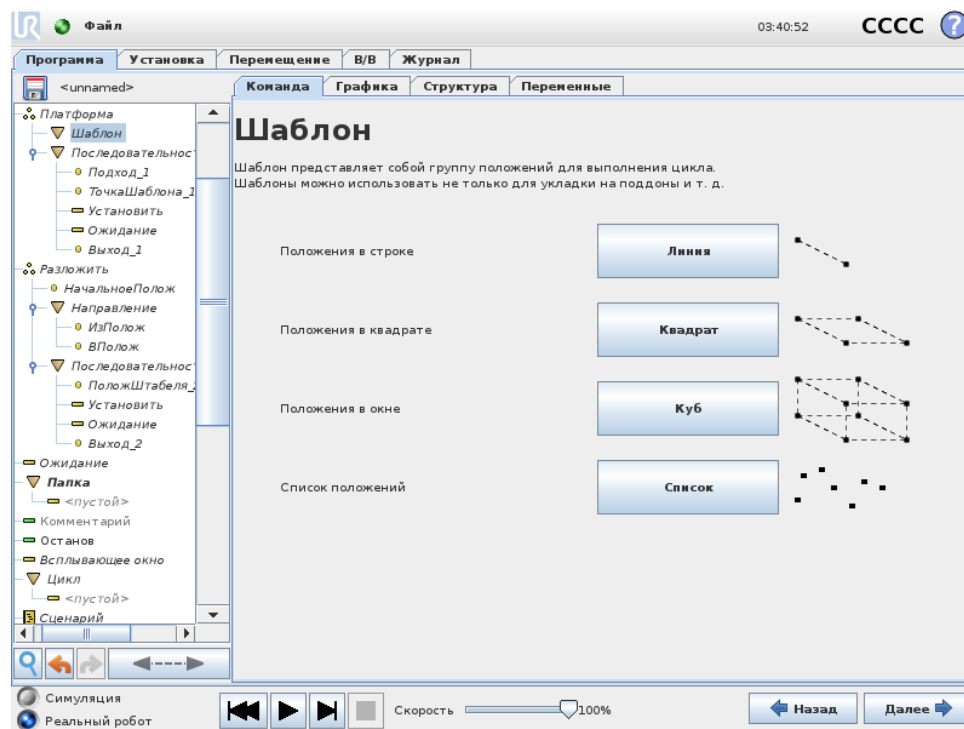 UR Файл 03:40:52 CCCC ?
Программа Установка Перемещение В/В Журнал
<unnamed>
Команда Графика Структура Переменные
Платформа
Шаблон
Последовательнос
Подход_1
ТочкаШаблона_1
Установить
Ожидание
Выход_1
Разложить
НачальноеПолож
Направление
ИзПолож
ВПолож
Последовательнос
ПоложШтабеля_
Установить
Ожидание
Выход_2
Ожидание
Папка
<пустой>
Комментарий
Останов
Всплывающее окно
Цикл
<пустой>
Сценарий
Шаблон
Шаблон представляет собой группу положений для выполнения цикла.
Шаблоны можно использовать не только для укладки на поддоны и т. д.
Положения в строке Линия
Положения в квадрате Квадрат
Положения в окне Куб
Список положений Список
Симуляция
Реальный робот
Скорость 100%
Назад Далее